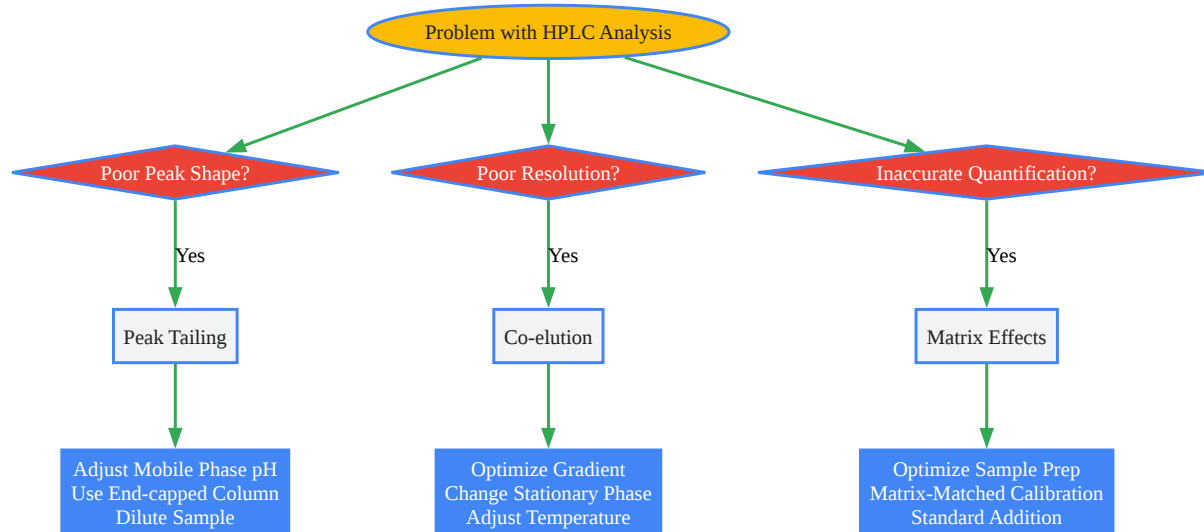 Problem with HPLC Analysis
Poor Peak Shape?
Poor Resolution?
Inaccurate Quantification?
Yes
Yes
Yes
Peak Tailing
Co-elution
Matrix Effects
Adjust Mobile Phase pH
Use End-capped Column
Dilute Sample
Optimize Gradient
Change Stationary Phase
Adjust Temperature
Optimize Sample Prep
Matrix-Matched Calibration
Standard Addition